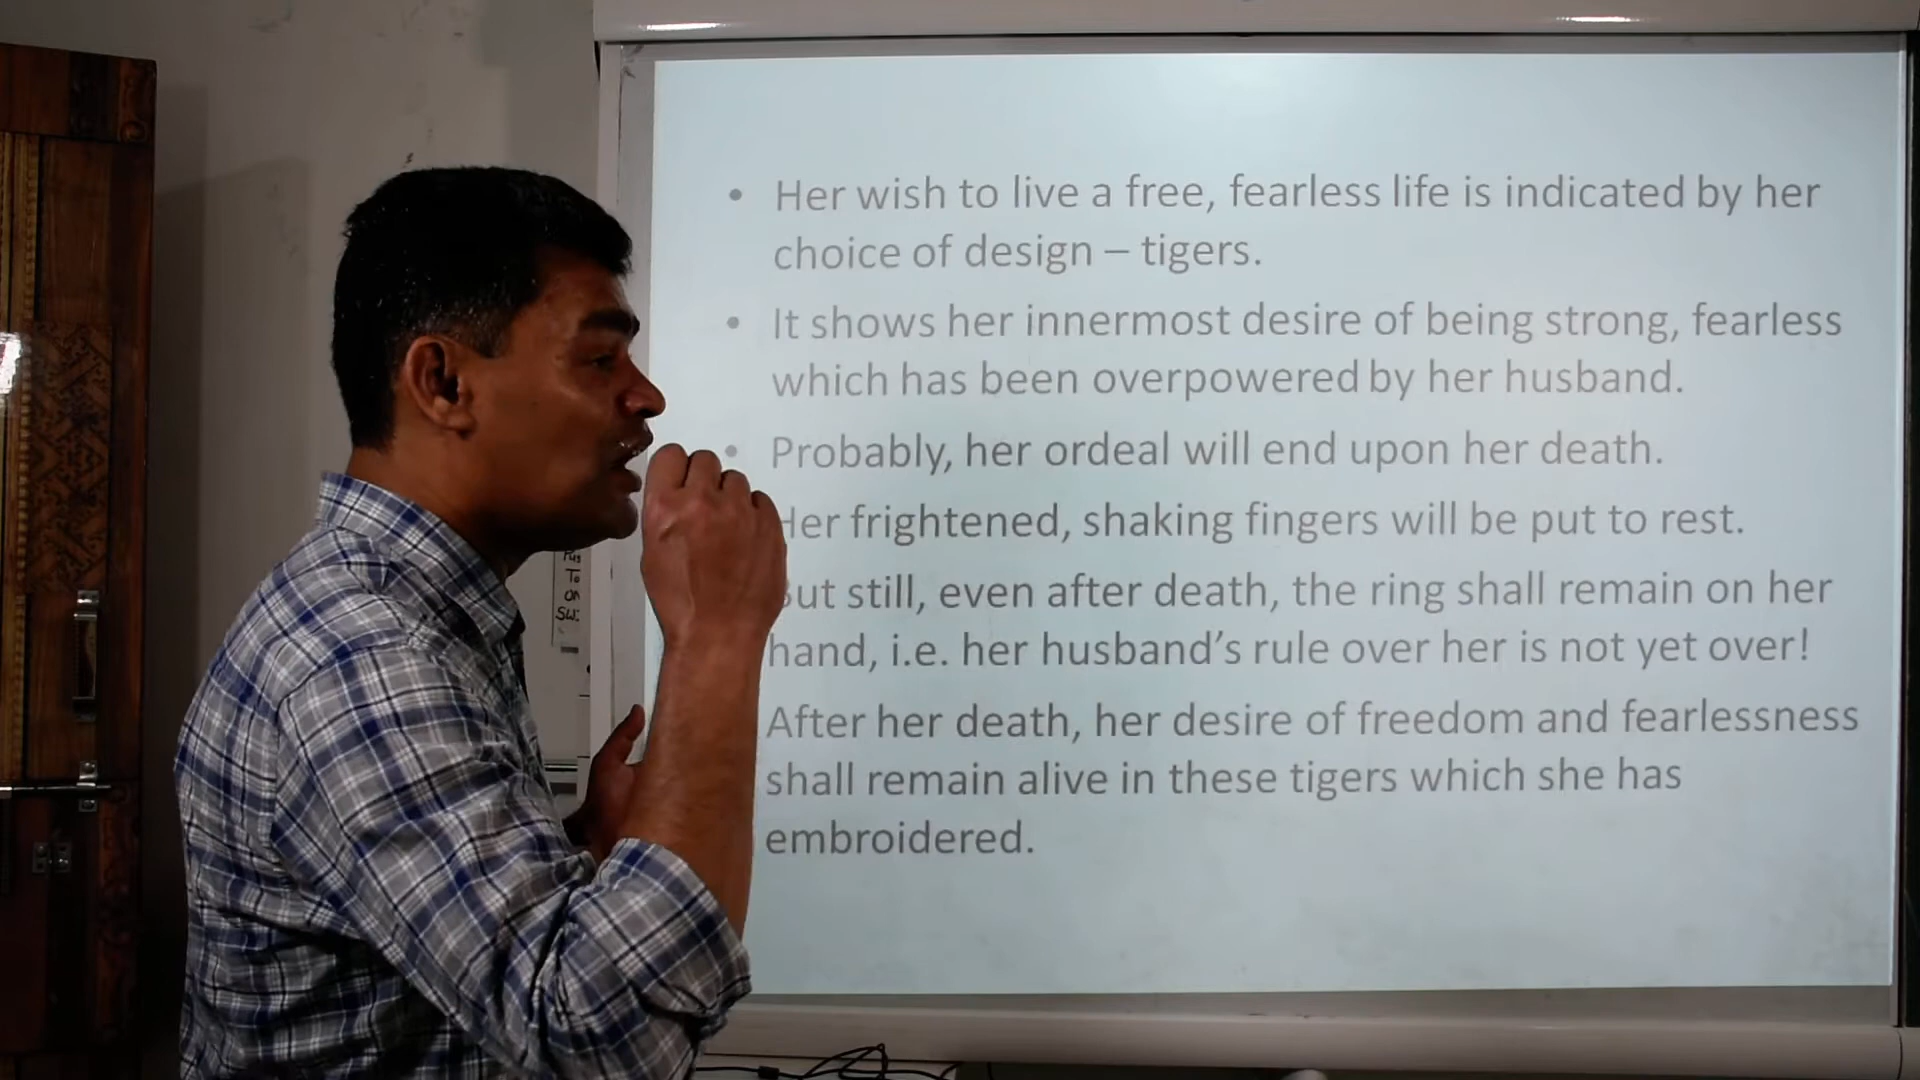 • Her wish to live a free, fearless life is indicated by her
choice of design – tigers.
• It shows her innermost desire of being strong, fearless
which has been overpowered by her husband.
• Probably, her ordeal will end upon her death.
Her frightened, shaking fingers will be put to rest.
But still, even after death, the ring shall remain on her
hand, i.e. her husband’s rule over her is not yet over!
After her death, her desire of freedom and fearlessness
shall remain alive in these tigers which she has
embroidered.
To